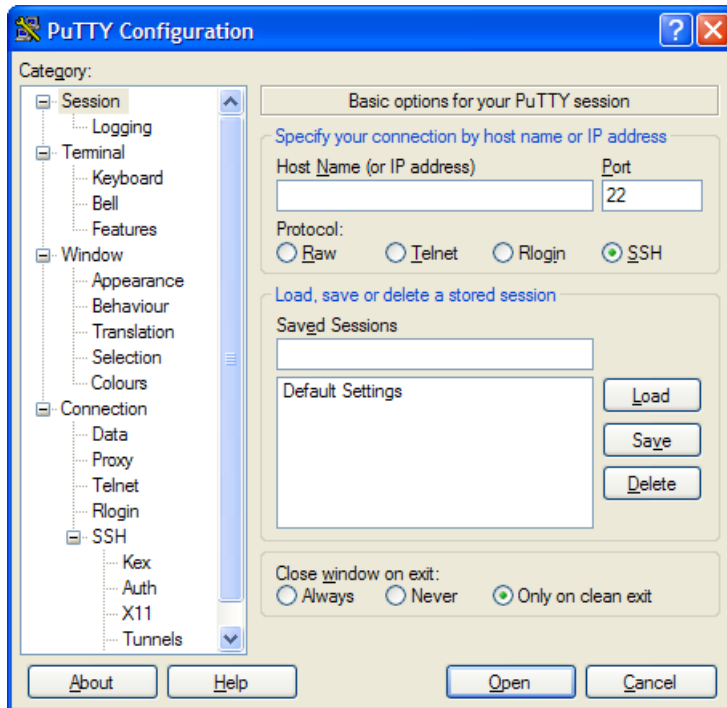 PuTTY Configuration
Category:
Session
Logging
Terminal
Keyboard
Bell
Features
Window
Appearance
Behaviour
Translation
Selection
Colours
Connection
Data
Proxy
Telnet
Rlogin
SSH
Kex
Auth
X11
Tunnels
Basic options for your PuTTY session
Specify your connection by host name or IP address
Host Name (or IP address) Port
22
Protocol:
Raw Telnet Rlogin SSH
Load, save or delete a stored session
Saved Sessions
Default Settings
Load
Save
Delete
Close window on exit:
Always Never Only on clean exit
About Help Open Cancel